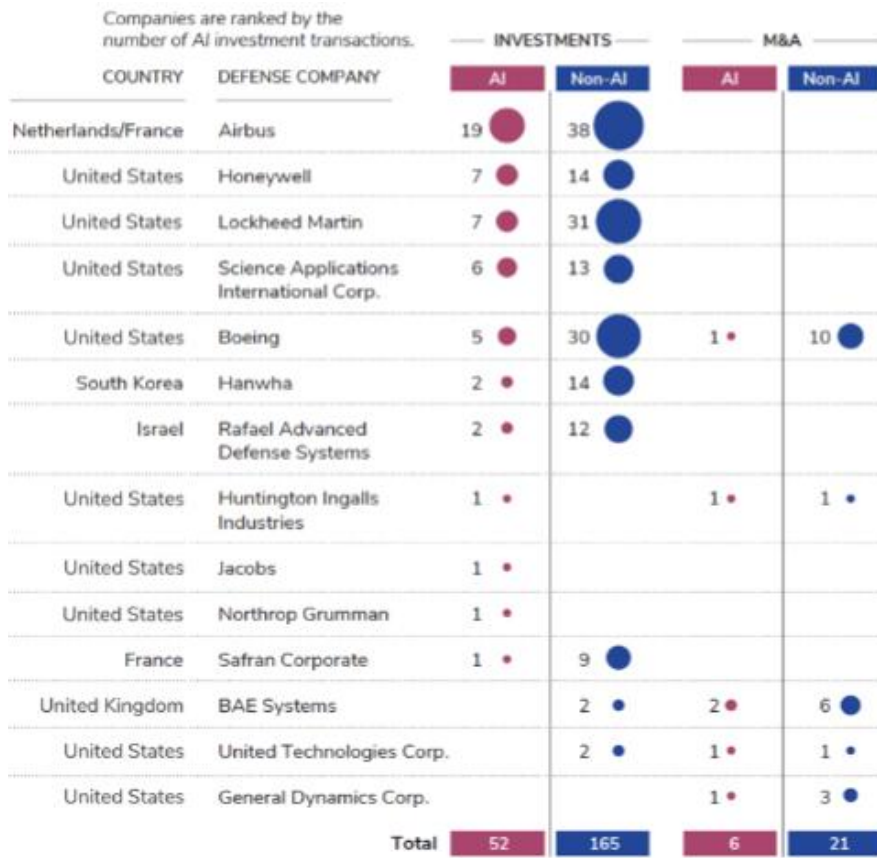 Companies are ranked by the
number of AI investment transactions.
INVESTMENTS M&A
COUNTRY DEFENSE COMPANY AI Non-AI AI Non-AI
Netherlands/France Airbus 19 38
United States Honeywell 7 14
United States Lockheed Martin 7 31
United States Science Applications 6 13
International Corp.
United States Boeing 5 30 1 10
South Korea Hanwha 2 14
Israel Rafael Advanced 2 12
Defense Systems
United States Huntington Ingalls 1 1 1
Industries
United States Jacobs 1
United States Northrop Grumman 1
France Safran Corporate 1 9
United Kingdom BAE Systems 2 2 6
United States United Technologies Corp. 2 1 1
United States General Dynamics Corp. 1 3
Total 52 165 6 21